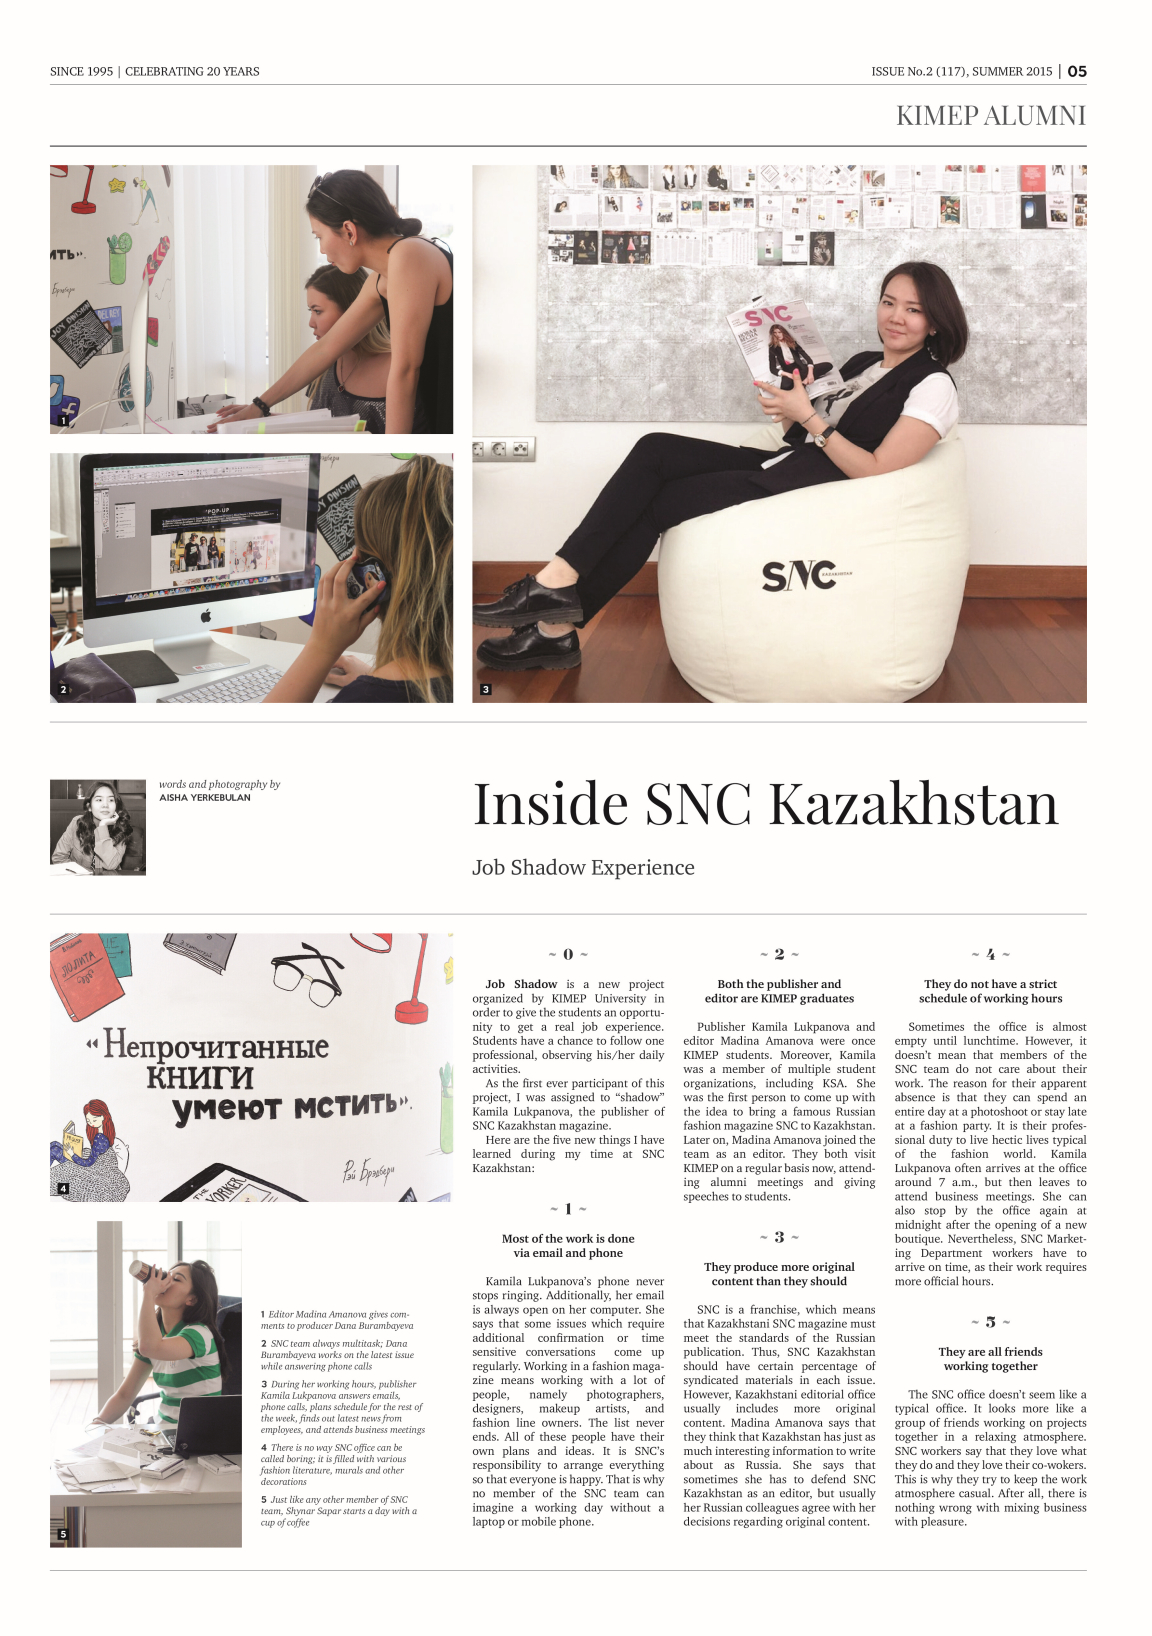 SINCE 1995 | CELEBRATING 20 YEARS
ISSUE No.2 (117), SUMMER 2015 | 05
KIMEP ALUMNI
ИТЬ".
Брэдбери
JOY DIVISION
1
POP-UP
JOY DIVISION
2
SNC
SNC
KAZAKHSTAN
3
words and photography by
AISHA YERKEBULAN
Inside SNC Kazakhstan
Job Shadow Experience
ЛОЛИТА
«Непрочитанные
КНИГИ
умеют мстить».
Рэй Брэдбери
THE
YORKER
4
5
1 Editor Madina Amanova gives com-
ments to producer Dana Burambayeva
2 SNC team always multitask; Dana
Burambayeva works on the latest issue
while answering phone calls
3 During her working hours, publisher
Kamila Lukpanova answers emails,
phone calls, plans schedule for the rest of
the week, finds out latest news from
employees, and attends business meetings
4 There is no way SNC office can be
called boring; it is filled with various
fashion literature, murals and other
decorations
5 Just like any other member of SNC
team, Shynar Sapar starts a day with a
cup of coffee
~ 0 ~
Job Shadow is a new project
organized by KIMEP University in
order to give the students an opportu-
nity to get a real job experience.
Students have a chance to follow one
professional, observing his/her daily
activities.
As the first ever participant of this
project, I was assigned to “shadow”
Kamila Lukpanova, the publisher of
SNC Kazakhstan magazine.
Here are the five new things I have
learned during my time at SNC
Kazakhstan:
~ 1 ~
Most of the work is done
via email and phone
Kamila Lukpanova’s phone never
stops ringing. Additionally, her email
is always open on her computer. She
says that some issues which require
additional confirmation or time
sensitive conversations come up
regularly. Working in a fashion maga-
zine means working with a lot of
people, namely photographers,
designers, makeup artists, and
fashion line owners. The list never
ends. All of these people have their
own plans and ideas. It is SNC’s
responsibility to arrange everything
so that everyone is happy. That is why
no member of the SNC team can
imagine a working day without a
laptop or mobile phone.
~ 2 ~
Both the publisher and
editor are KIMEP graduates
Publisher Kamila Lukpanova and
editor Madina Amanova were once
KIMEP students. Moreover, Kamila
was a member of multiple student
organizations, including KSA. She
was the first person to come up with
the idea to bring a famous Russian
fashion magazine SNC to Kazakhstan.
Later on, Madina Amanova joined the
team as an editor. They both visit
KIMEP on a regular basis now, attend-
ing alumni meetings and giving
speeches to students.
~ 3 ~
They produce more original
content than they should
SNC is a franchise, which means
that Kazakhstani SNC magazine must
meet the standards of the Russian
publication. Thus, SNC Kazakhstan
should have certain percentage of
syndicated materials in each issue.
However, Kazakhstani editorial office
usually includes more original
content. Madina Amanova says that
they think that Kazakhstan has just as
much interesting information to write
about as Russia. She says that
sometimes she has to defend SNC
Kazakhstan as an editor, but usually
her Russian colleagues agree with her
decisions regarding original content.
~ 4 ~
They do not have a strict
schedule of working hours
Sometimes the office is almost
empty until lunchtime. However, it
doesn’t mean that members of the
SNC team do not care about their
work. The reason for their apparent
absence is that they can spend an
entire day at a photoshoot or stay late
at a fashion party. It is their profes-
sional duty to live hectic lives typical
of the fashion world. Kamila
Lukpanova often arrives at the office
around 7 a.m., but then leaves to
attend business meetings. She can
also stop by the office again at
midnight after the opening of a new
boutique. Nevertheless, SNC Market-
ing Department workers have to
arrive on time, as their work requires
more official hours.
~ 5 ~
They are all friends
working together
The SNC office doesn’t seem like a
typical office. It looks more like a
group of friends working on projects
together in a relaxing atmosphere.
SNC workers say that they love what
they do and they love their co-workers.
This is why they try to keep the work
atmosphere casual. After all, there is
nothing wrong with mixing business
with pleasure.